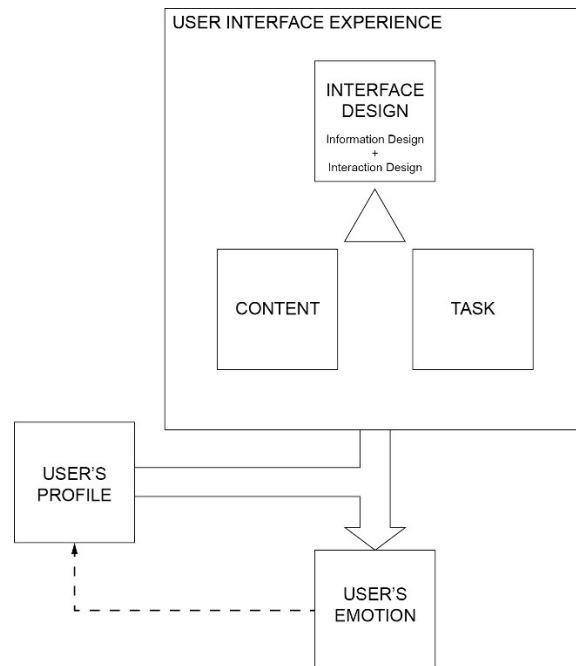 USER INTERFACE EXPERIENCE
INTERFACE
DESIGN
Information Design
+
Interaction Design
CONTENT
TASK
USER'S
PROFILE
USER'S
EMOTION